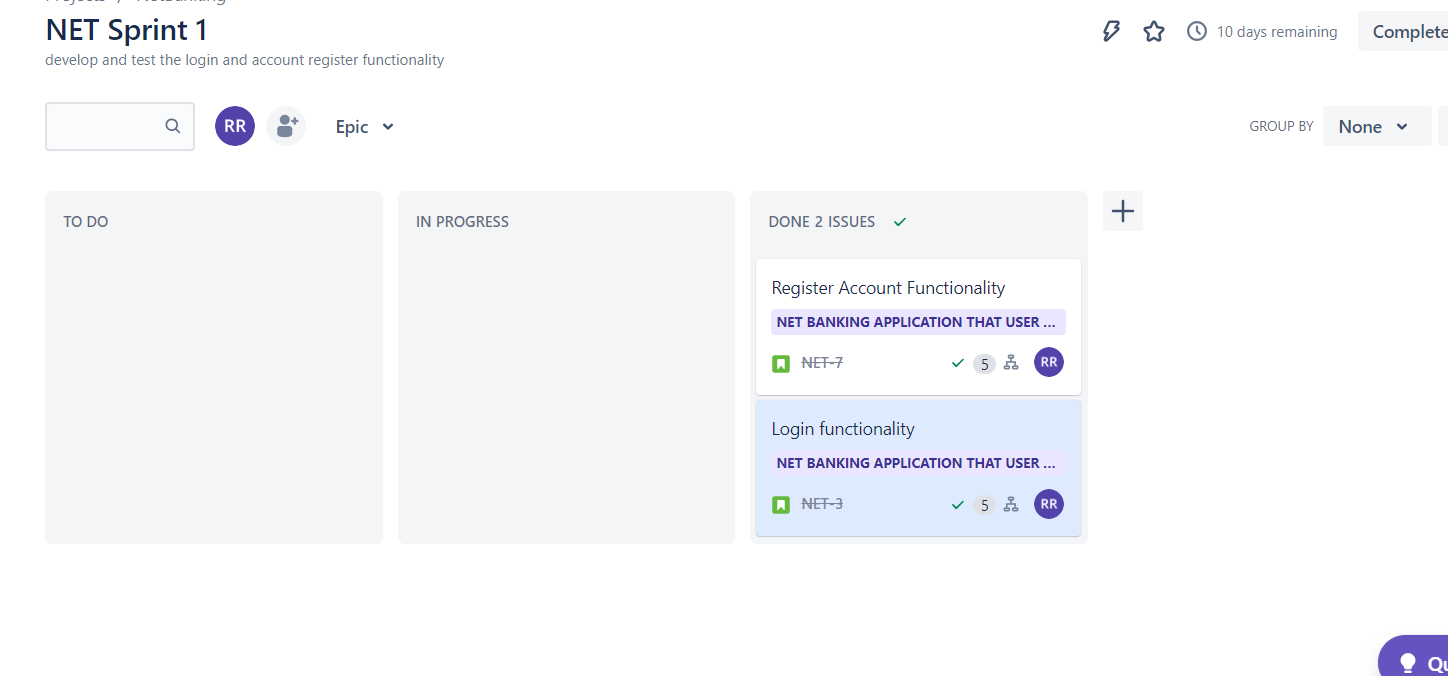 Projects / Netbanking
NET Sprint 1
10 days remaining
Complete
develop and test the login and account register functionality
RR
Epic
GROUP BY
None
TO DO
IN PROGRESS
DONE 2 ISSUES
Register Account Functionality
NET BANKING APPLICATION THAT USER ...
NET-7
5
RR
Login functionality
NET BANKING APPLICATION THAT USER ...
NET-3
5
RR